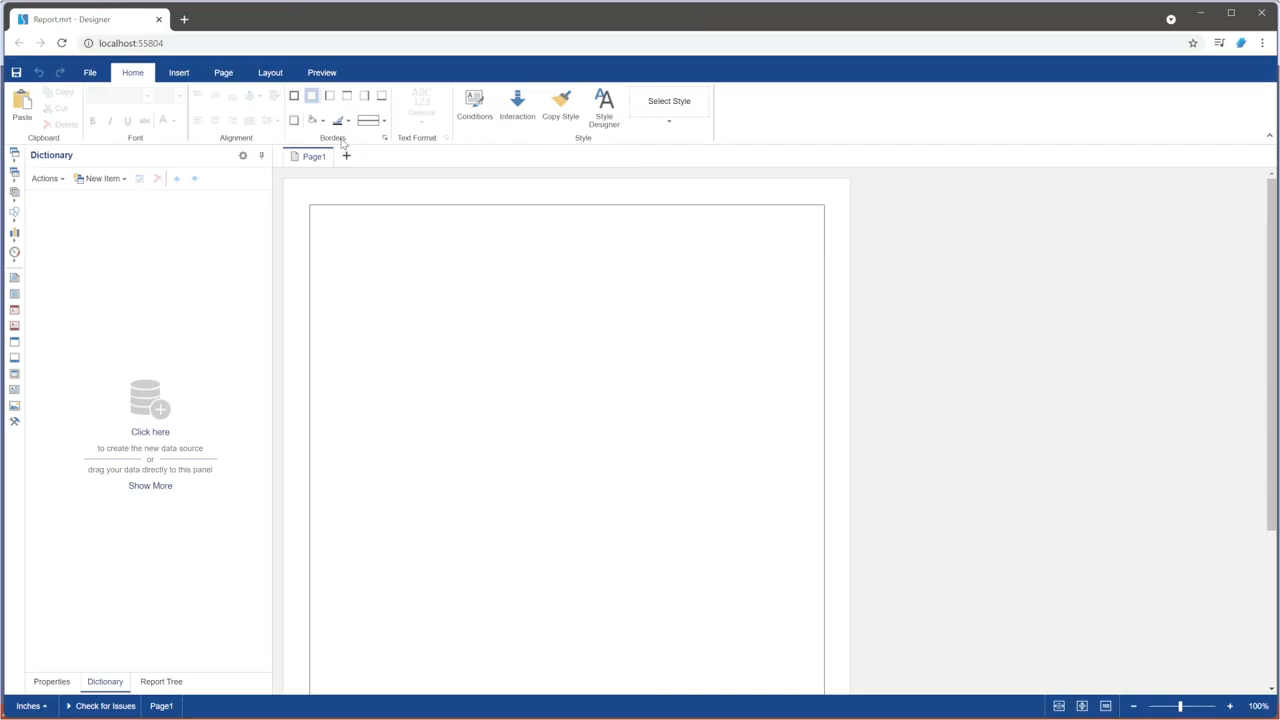 Report.mrt - Designer
localhost:55804
File Home Insert Page Layout Preview
Paste
Copy
Cut
Delete
Clipboard
B I U abc A
Font
Alignment
Borders
ABC
123
General
Text Format
Conditions
Interaction
Copy Style
Style
Designer
Select Style
Style
Dictionary
Page1
Actions New Item
Click here
to create the new data source
or
drag your data directly to this panel
Show More
Properties Dictionary Report Tree
Inches Check for Issues Page1 100%